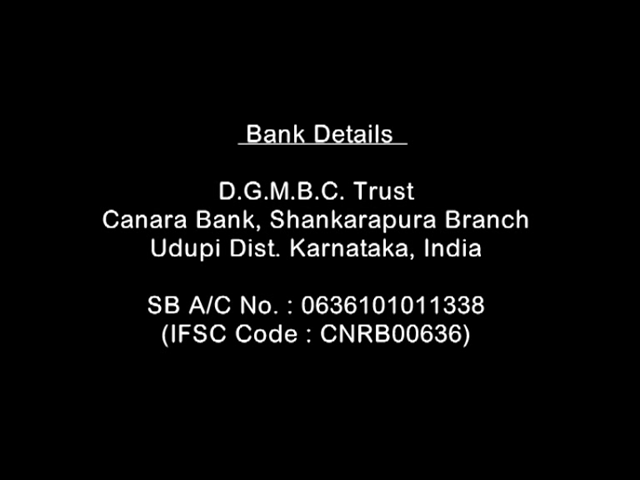 Bank Details
D.G.M.B.C. Trust
Canara Bank, Shankarapura Branch
Udupi Dist. Karnataka, India
SB A/C No. : 0636101011338
(IFSC Code : CNRB00636)